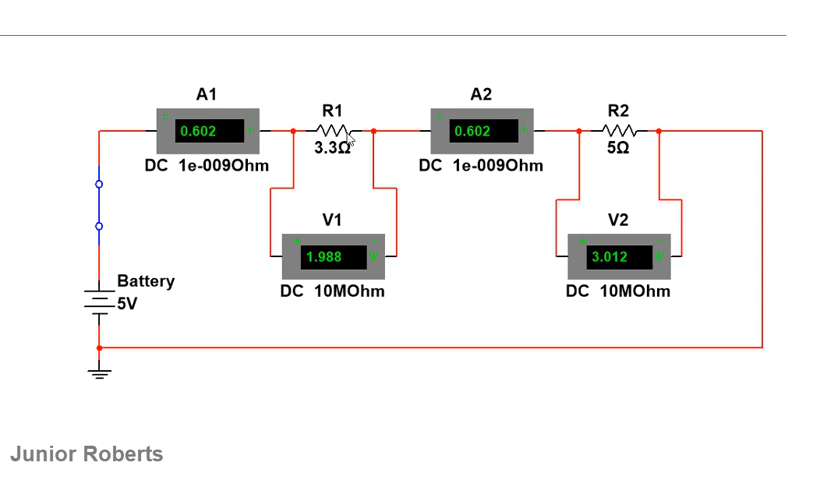 A1
A2
R1
R2
0.602
0.602
3.3Ω
5Ω
DC 1e-009Ohm
DC 1e-009Ohm
V1
V2
1.988
3.012
Battery
5V
DC 10MOhm
DC 10MOhm
Junior Roberts